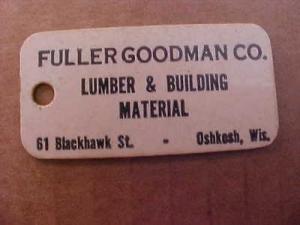 FULLER GOODMAN CO.
LUMBER & BUILDING
MATERIAL
61 Blackhawk St. - Oshkosh, Wis.